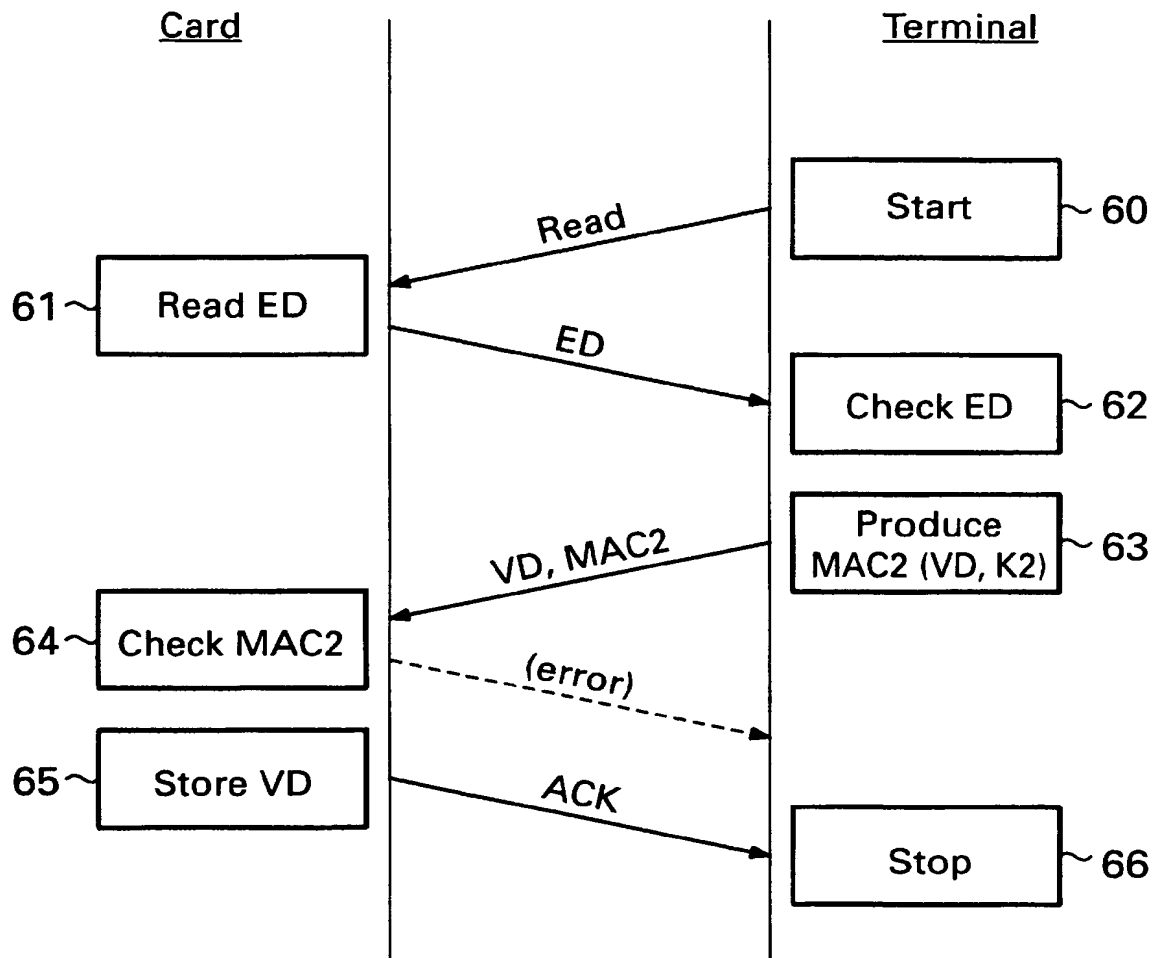 Card
Terminal
Start
60
Read
61
Read ED
ED
Check ED
62
Produce
MAC2 (VD, K2)
63
VD, MAC2
64
Check MAC2
(error)
65
Store VD
ACK
Stop
66